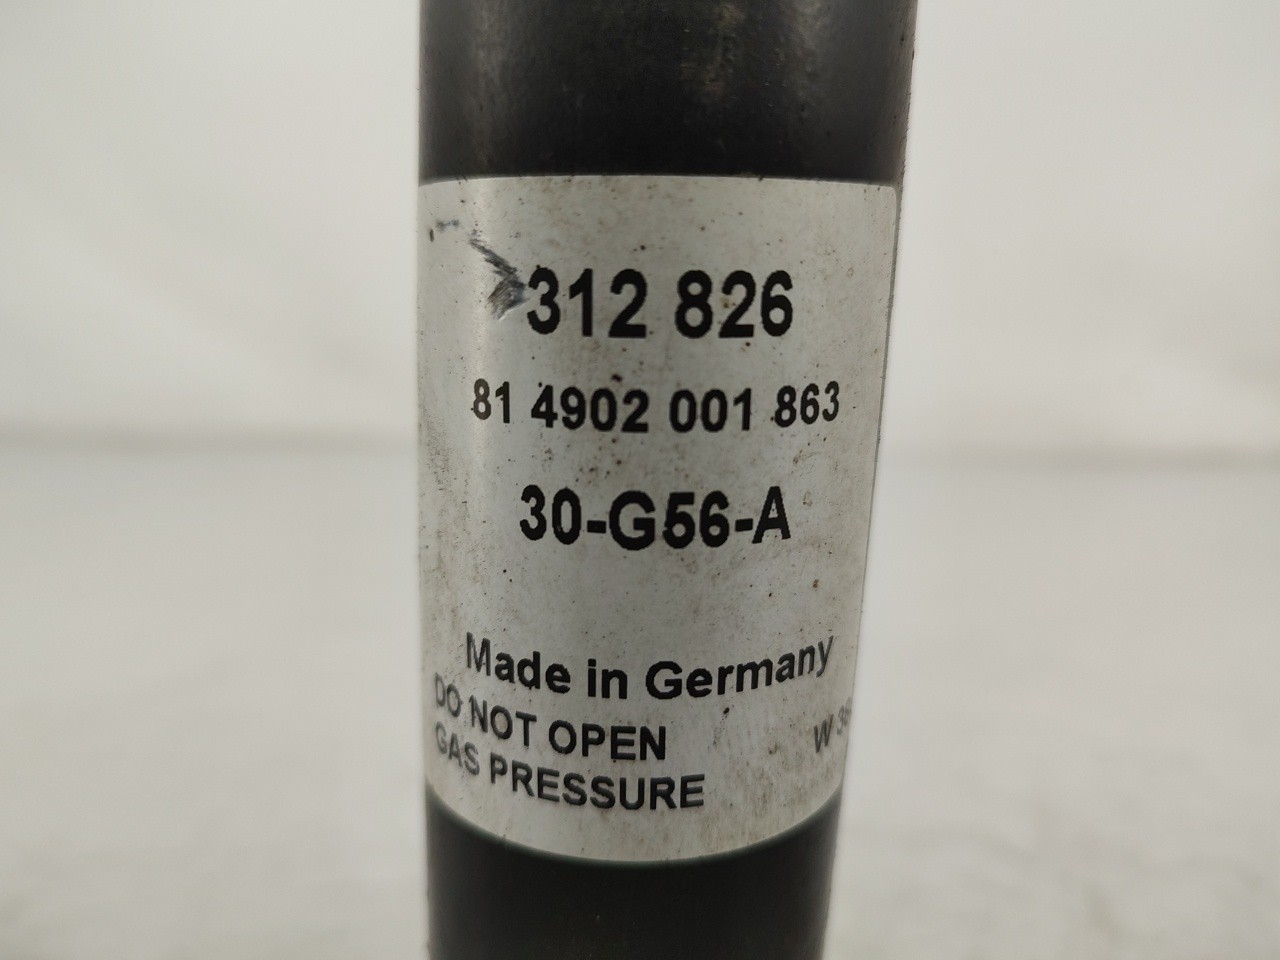 312 826
81 4902 001 863
30-G56-A
Made in Germany
DO NOT OPEN
GAS PRESSURE
W